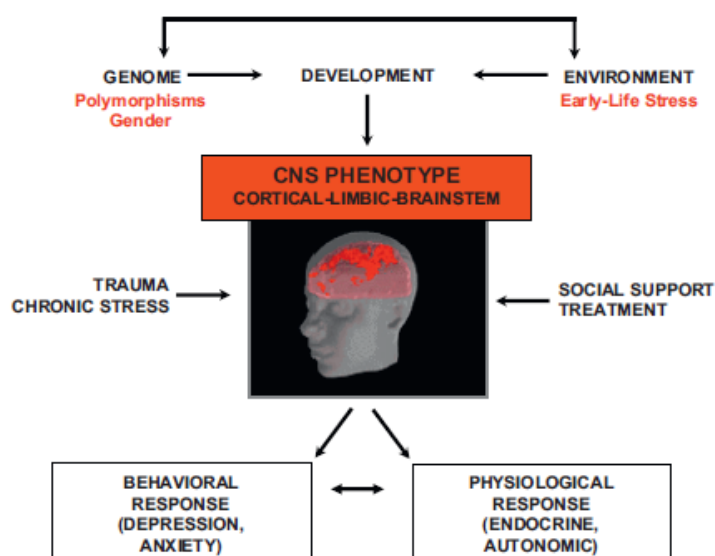 GENOME
Polymorphisms
Gender
DEVELOPMENT
ENVIRONMENT
Early-Life Stress
CNS PHENOTYPE
CORTICAL-LIMBIC-BRAINSTEM
TRAUMA
CHRONIC STRESS
SOCIAL SUPPORT
TREATMENT
BEHAVIORAL
RESPONSE
(DEPRESSION,
ANXIETY)
PHYSIOLOGICAL
RESPONSE
(ENDOCRINE,
AUTONOMIC)